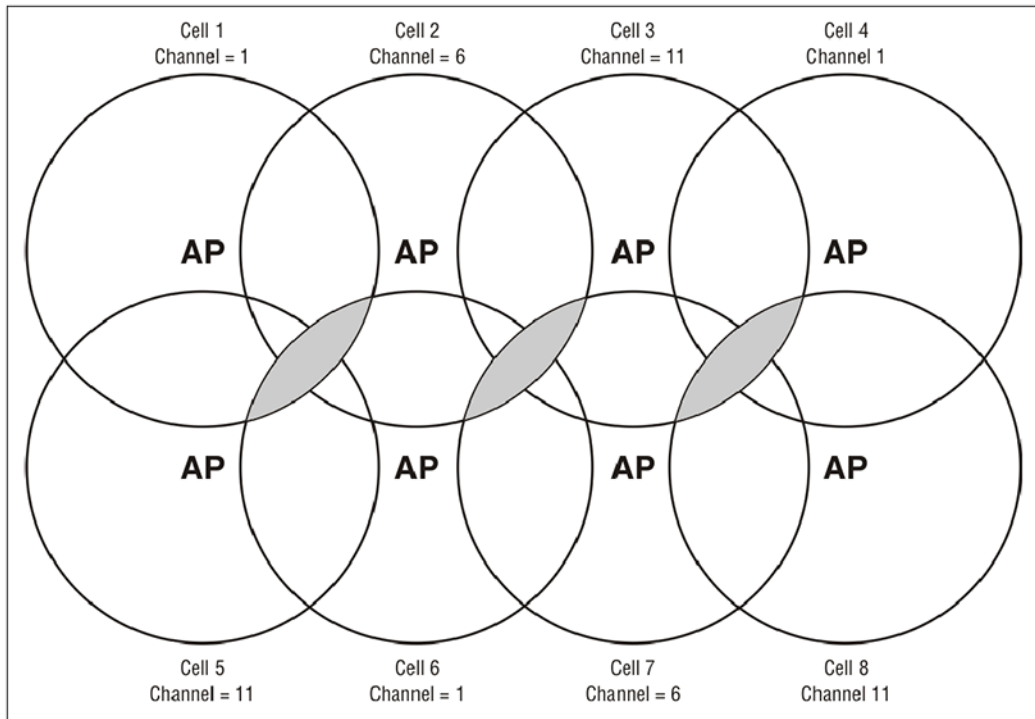 Cell 1
Channel = 1
Cell 2
Channel = 6
Cell 3
Channel = 11
Cell 4
Channel 1
AP
AP
AP
AP
AP
AP
AP
AP
Cell 5
Channel = 11
Cell 6
Channel = 1
Cell 7
Channel = 6
Cell 8
Channel 11